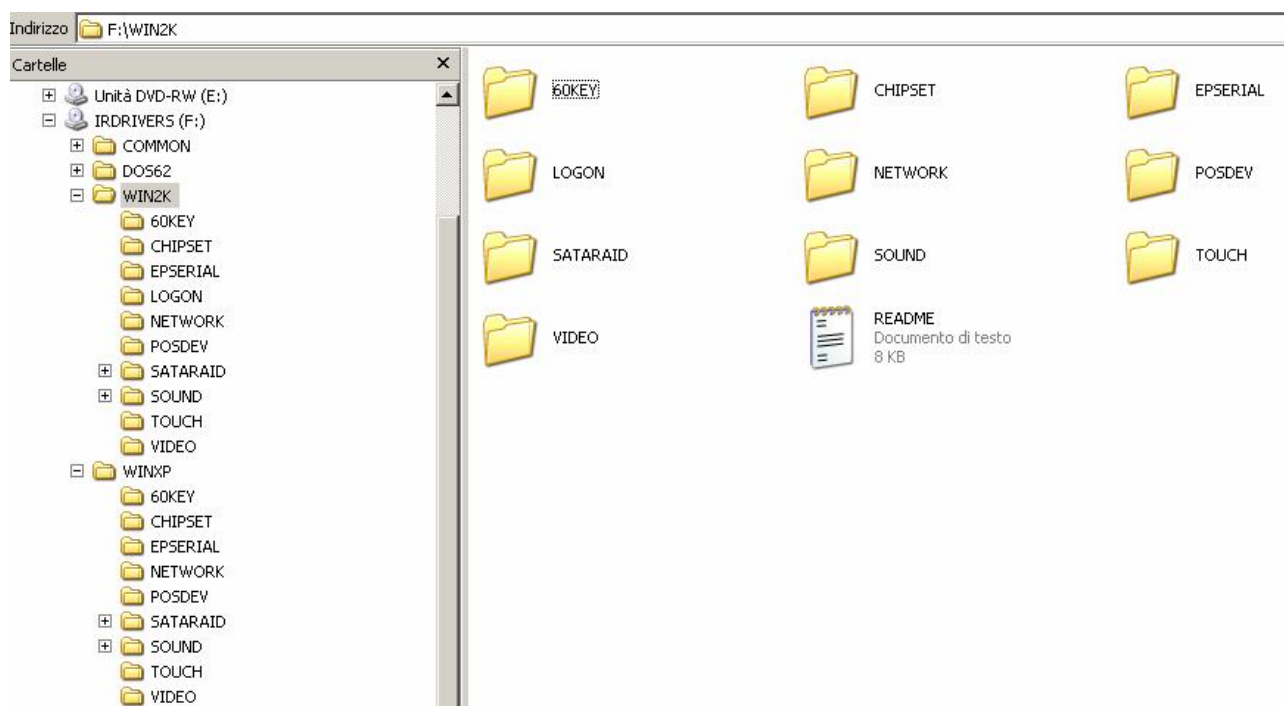 Indirizzo F:\WIN2K
Cartelle
Unità DVD-RW (E:)
IRDRIVERS (F:)
COMMON
DOS62
WIN2K
60KEY
CHIPSET
EPSERIAL
LOGON
NETWORK
POSDEV
SATARAID
SOUND
TOUCH
VIDEO
WINXP
60KEY
CHIPSET
EPSERIAL
NETWORK
POSDEV
SATARAID
SOUND
TOUCH
VIDEO
60KEY CHIPSET EPSERIAL
LOGON NETWORK POSDEV
SATARAID SOUND TOUCH
VIDEO README
Documento di testo
8 KB